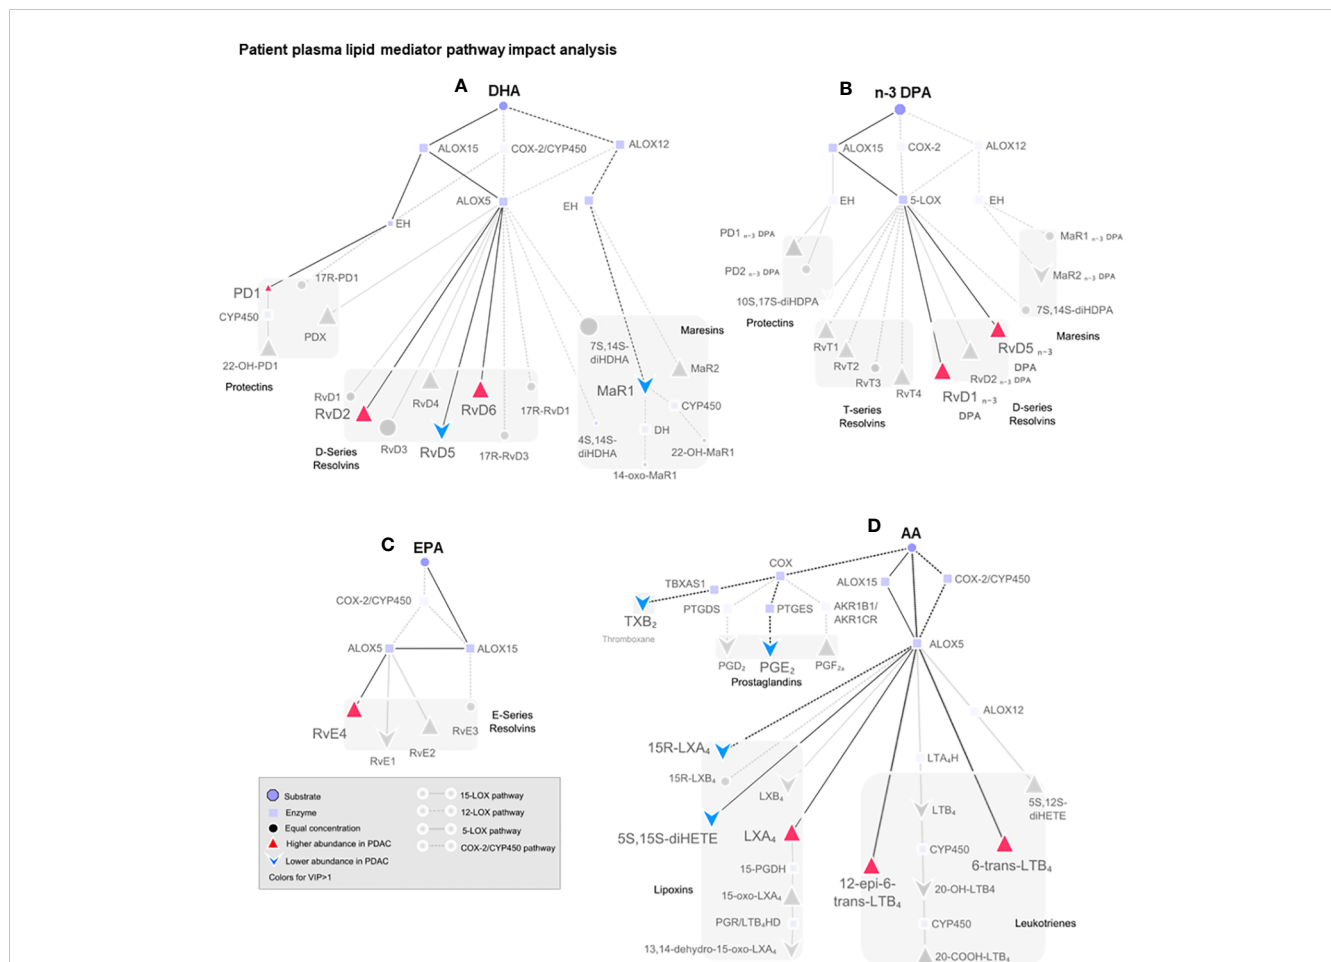 Patient plasma lipid mediator pathway impact analysis
A
DHA
ALOX15
COX-2/CYP450
ALOX12
ALOX5
EH
EH
PD1
17R-PD1
CYP450
PDX
22-OH-PD1
Protectins
RvD1
RvD2
RvD3
RvD4
RvD5
RvD6
17R-RvD1
17R-RvD3
D-Series
Resolvins
7S,14S-
diHDHA
Maresins
MaR1
MaR2
CYP450
DH
4S,14S-
diHDHA
22-OH-MaR1
14-oxo-MaR1
B
n-3 DPA
ALOX15
COX-2
ALOX12
EH
5-LOX
EH
PD1 n-3 DPA
PD2 n-3 DPA
10S,17S-diHDPA
Protectins
MaR1 n-3 DPA
MaR2 n-3 DPA
7S,14S-diHDPA
Maresins
RvT1
RvT2
RvT3
RvT4
T-series
Resolvins
RvD5 n-3
DPA
RvD2 n-3 DPA
RvD1 n-3
DPA
D-series
Resolvins
C
EPA
COX-2/CYP450
ALOX5
ALOX15
RvE4
RvE1
RvE2
RvE3
E-Series
Resolvins
Substrate
Enzyme
Equal concentration
Higher abundance in PDAC
Lower abundance in PDAC
Colors for VIP>1
15-LOX pathway
12-LOX pathway
5-LOX pathway
COX-2/CYP450 pathway
D
AA
COX
TBXAS1
ALOX15
COX-2/CYP450
TXB₂
Thromboxane
PTGDS
PTGES
AKR1B1/
AKR1CR
PGD₂
PGE₂
PGF₂ₐ
Prostaglandins
ALOX5
ALOX12
15R-LXA₄
15R-LXB₄
LXB₄
5S,15S-diHETE
LXA₄
15-PGDH
15-oxo-LXA₄
PGR/LTB₄HD
13,14-dehydro-15-oxo-LXA₄
Lipoxins
LTA₄H
LTB₄
CYP450
20-OH-LTB4
CYP450
20-COOH-LTB₄
5S,12S-
diHETE
6-trans-LTB₄
12-epi-6-
trans-LTB₄
Leukotrienes